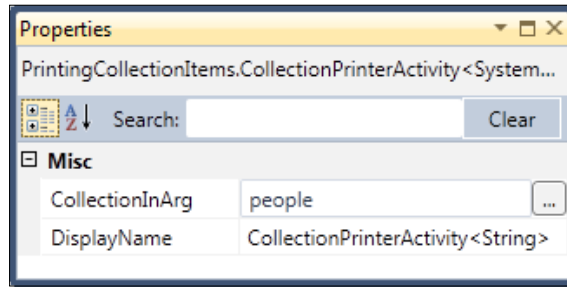 Properties
PrintingCollectionItems.CollectionPrinterActivity<System...
A Z Search: Clear
Misc
CollectionInArg people ...
DisplayName CollectionPrinterActivity<String>